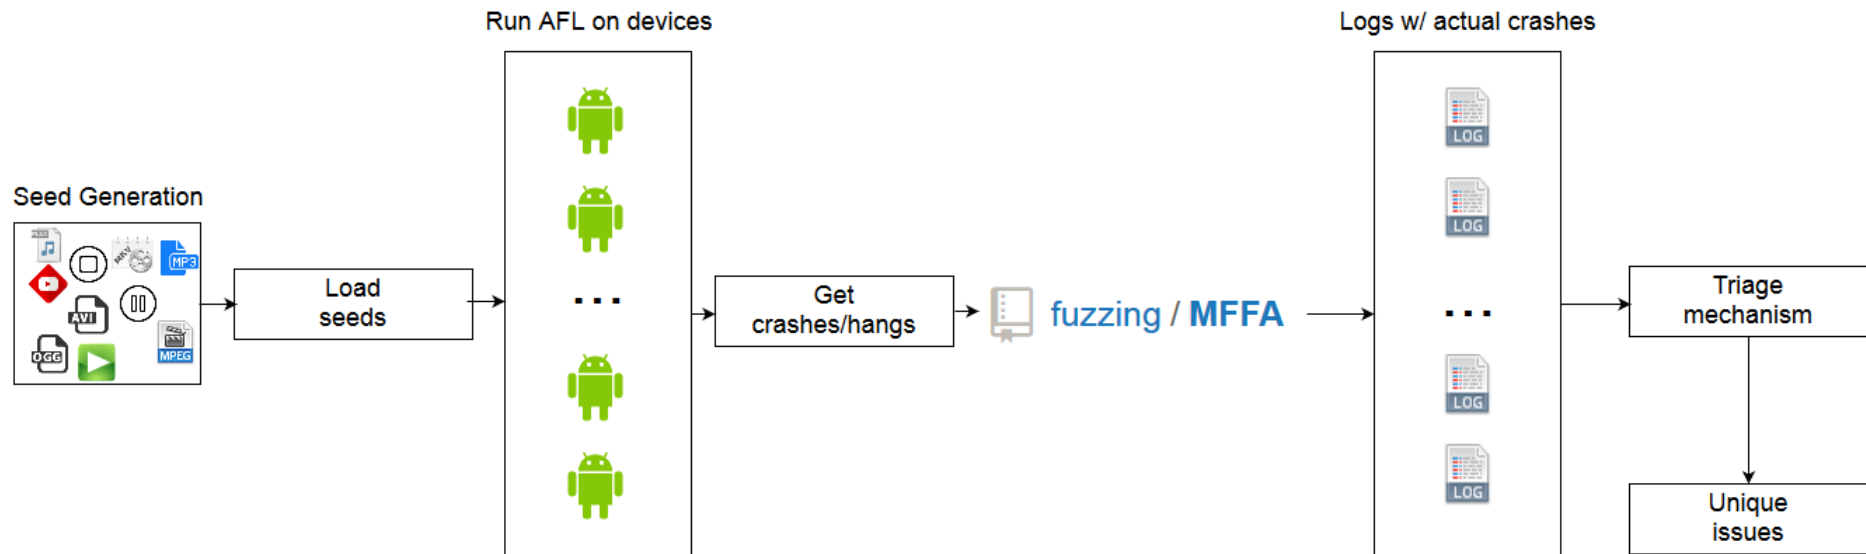 Run AFL on devices
Logs w/ actual crashes
Seed Generation
MKV
MP3
AVI
OGG
MPEG
Load
seeds
...
Get
crashes/hangs
fuzzing / MFFA
LOG
LOG
...
LOG
LOG
Triage
mechanism
Unique
issues